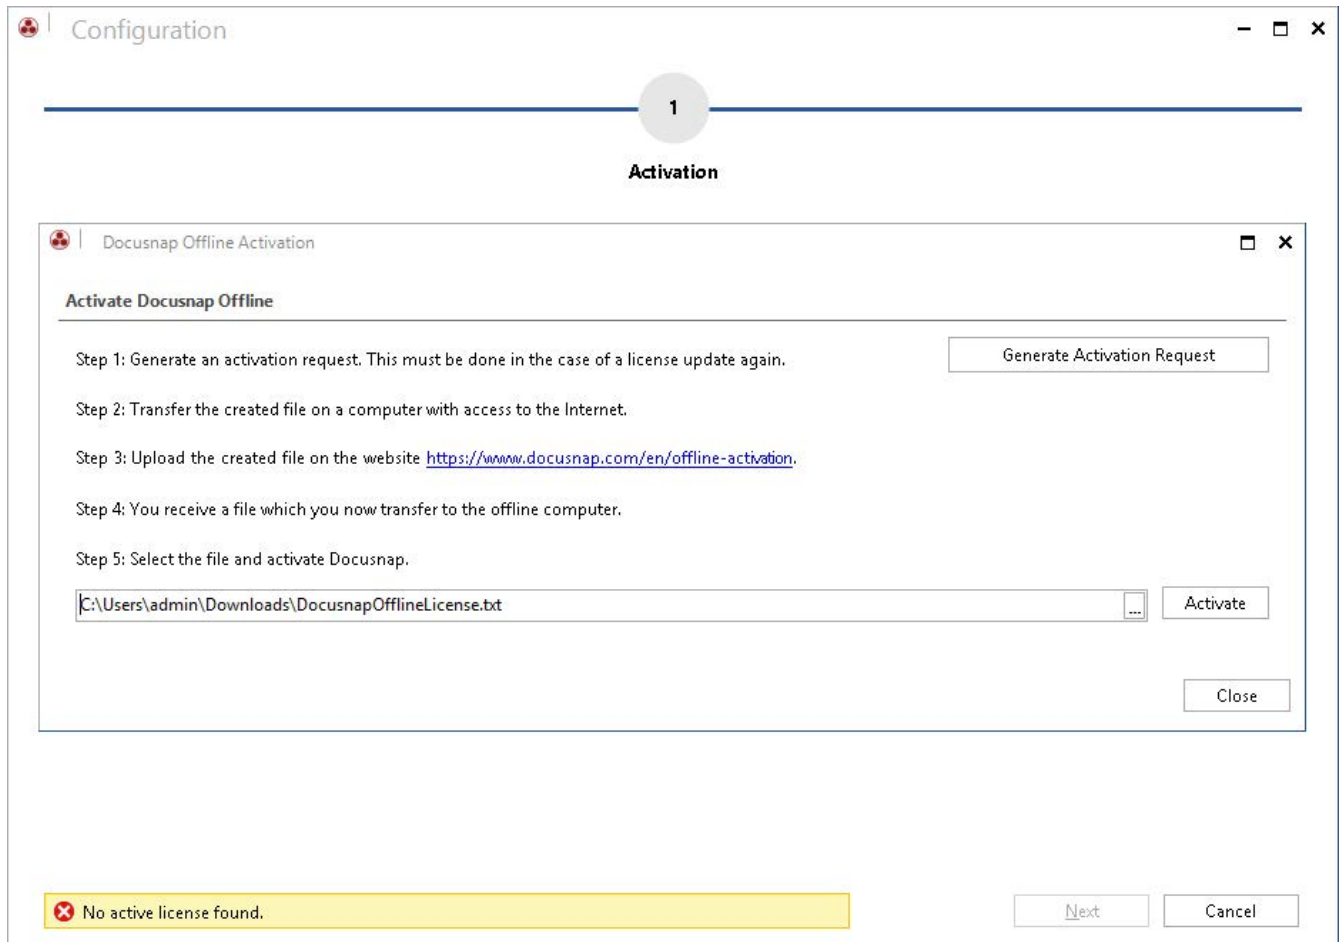 Configuration
1
Activation
Docusnap Offline Activation
Activate Docusnap Offline
Step 1: Generate an activation request. This must be done in the case of a license update again.
Generate Activation Request
Step 2: Transfer the created file on a computer with access to the Internet.
Step 3: Upload the created file on the website https://www.docusnap.com/en/offline-activation.
Step 4: You receive a file which you now transfer to the offline computer.
Step 5: Select the file and activate Docusnap.
C:\Users\admin\Downloads\DocusnapOfflineLicense.txt
...
Activate
Close
No active license found.
Next
Cancel